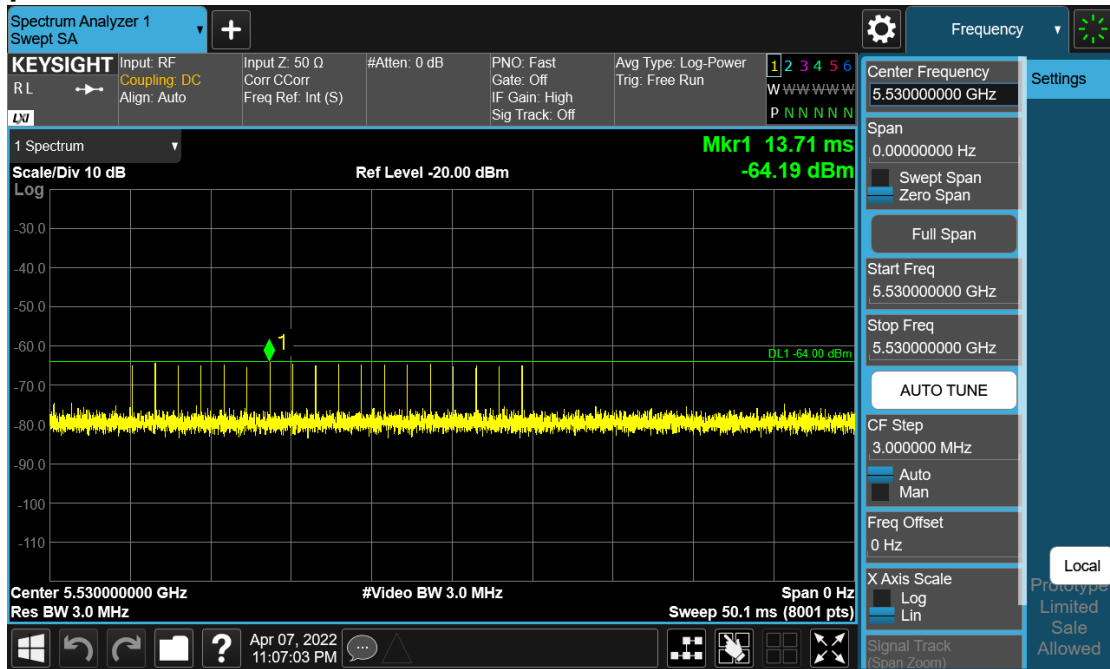 Spectrum Analyzer 1
Swept SA
+
Frequency
KEYSIGHT
R L
LXI
Input: RF
Coupling: DC
Align: Auto
Input Z: 50 Ω
Corr CCorr
Freq Ref: Int (S)
#Atten: 0 dB
PNO: Fast
Gate: Off
IF Gain: High
Sig Track: Off
Avg Type: Log-Power
Trig: Free Run
1 2 3 4 5 6
W W W W W W
P N N N N N
1 Spectrum
Scale/Div 10 dB
Log
Ref Level -20.00 dBm
Mkr1 13.71 ms
-64.19 dBm
-30.0
-40.0
-50.0
-60.0
-70.0
-80.0
-90.0
-100
-110
1
DL1 -64.00 dBm
Center 5.530000000 GHz
Res BW 3.0 MHz
#Video BW 3.0 MHz
Span 0 Hz
Sweep 50.1 ms (8001 pts)
Center Frequency
5.530000000 GHz
Span
0.00000000 Hz
Swept Span
Zero Span
Full Span
Start Freq
5.530000000 GHz
Stop Freq
5.530000000 GHz
AUTO TUNE
CF Step
3.000000 MHz
Auto
Man
Freq Offset
0 Hz
X Axis Scale
Log
Lin
Signal Track
(Span Zoom)
Settings
Local
Prototype
Limited
Sale
Allowed
?
Apr 07, 2022
11:07:03 PM